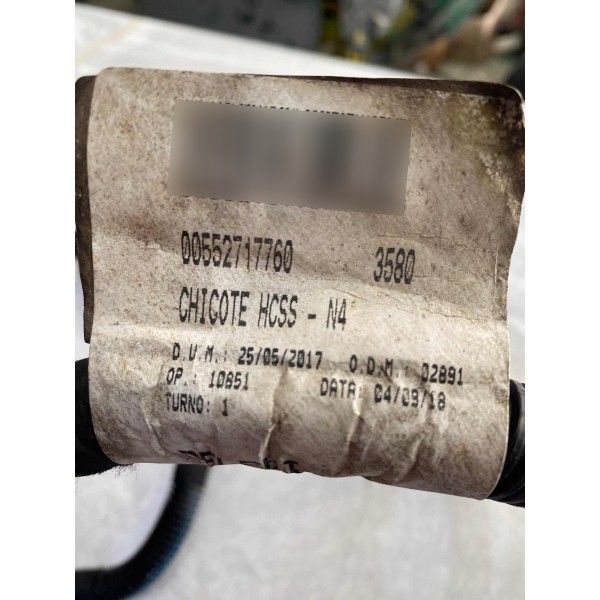 00552717760 3580
CHICOTE HCSS - N4
D.U.M.: 25/05/2017 O.D.M.: 02891
OP.: 10851 DATA: 04/09/18
TURNO: 1